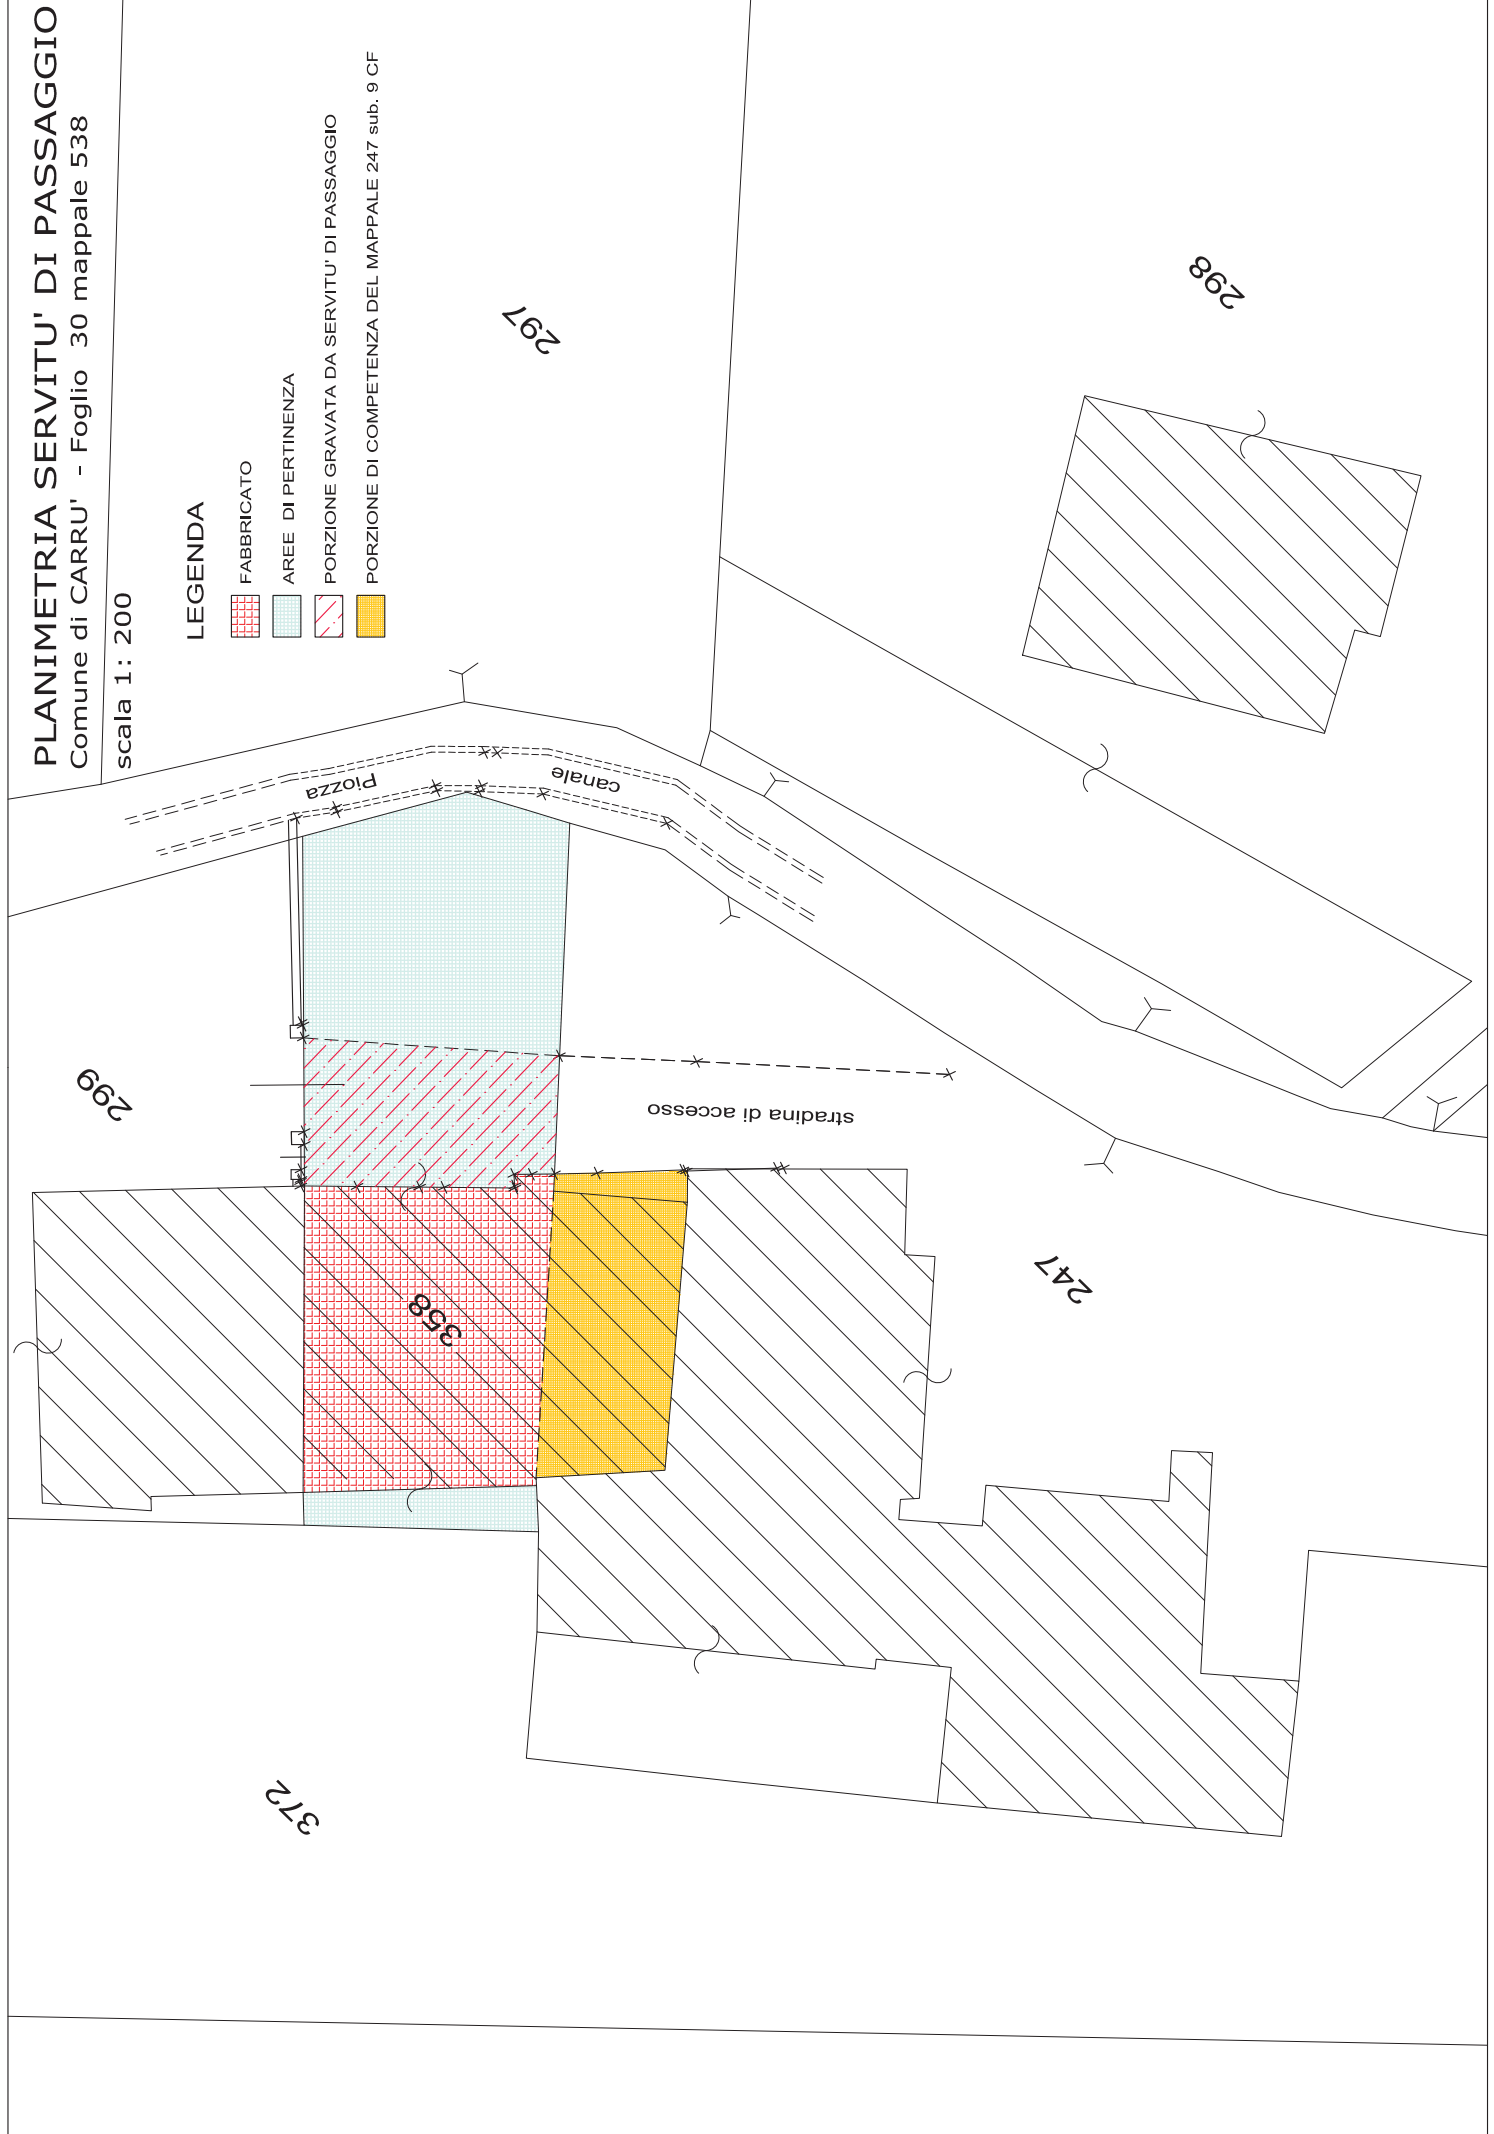 PLANIMETRIA SERVITU' DI PASSAGGIO
Comune di CARRU' - Foglio 30 mappale 538
scala 1: 200
LEGENDA
FABBRICATO
AREE DI PERTINENZA
PORZIONE GRAVATA DA SERVITU' DI PASSAGGIO
PORZIONE DI COMPETENZA DEL MAPPALE 247 sub. 9 CF
297
298
canale
Piozza
299
stradina di accesso
358
247
372